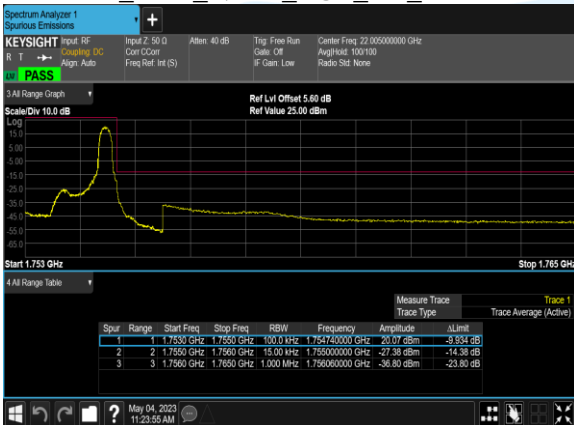 Spectrum Analyzer 1
Spurious Emissions
+
KEYSIGHT Input: RF Input Z: 50 Ω Atten: 40 dB Trig: Free Run Center Freq: 22.005000000 GHz
R T Coupling: DC Corr CCorr Gate: Off Avg|Hold: 100/100
Align: Auto Freq Ref: Int (S) IF Gain: Low Radio Std: None
LW PASS
3 All Range Graph
Ref Lvl Offset 5.60 dB
Scale/Div 10.0 dB Ref Value 25.00 dBm
Log
15.0
5.00
-5.00
-15.0
-25.0
-35.0
-45.0
-55.0
-65.0
Start 1.753 GHz Stop 1.765 GHz
4 All Range Table
Measure Trace Trace 1
Trace Type Trace Average (Active)
Spur Range Start Freq Stop Freq RBW Frequency Amplitude ΔLimit
1 1 1.7530 GHz 1.7550 GHz 100.0 kHz 1.754740000 GHz 20.07 dBm -9.934 dB
2 2 1.7550 GHz 1.7560 GHz 15.00 kHz 1.755000000 GHz -27.38 dBm -14.38 dB
3 3 1.7560 GHz 1.7650 GHz 1.000 MHz 1.756060000 GHz -36.80 dBm -23.80 dB
? May 04, 2023
11:23:55 AM